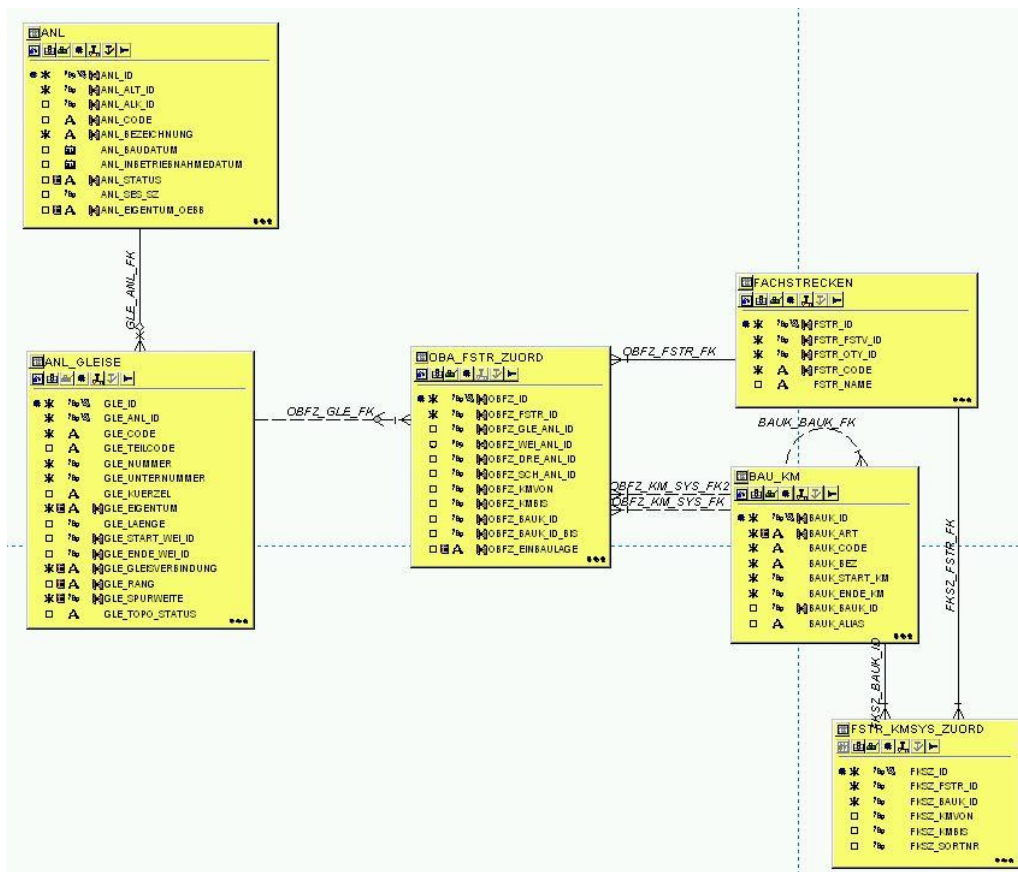 ANL
ANL_ID
ANL_ALT_ID
ANL_ALK_ID
ANL_CODE
ANL_BEZEICHNUNG
ANL_BAUDATUM
ANL_INBETRIEBNAHMEDATUM
ANL_STATUS
ANL_SES_SZ
ANL_EIGENTUM_OEBB
GLE_ANL_FK
ANL_GLEISE
GLE_ID
GLE_ANL_ID
GLE_CODE
GLE_TEILCODE
GLE_NUMMER
GLE_UNTERNUMMER
GLE_KUERZEL
GLE_EIGENTUM
GLE_LAENGE
GLE_START_WEI_ID
GLE_ENDE_WEI_ID
GLE_GLEISVERBINDUNG
GLE_RANG
GLE_SPURWEITE
GLE_TOPO_STATUS
OBFZ_GLE_FK
OBA_FSTR_ZUORD
OBFZ_ID
OBFZ_FSTR_ID
OBFZ_GLE_ANL_ID
OBFZ_WEI_ANL_ID
OBFZ_DRE_ANL_ID
OBFZ_SCH_ANL_ID
OBFZ_KMVON
OBFZ_KMBIS
OBFZ_BAUK_ID
OBFZ_BAUK_ID_BIS
OBFZ_EINBAULAGE
OBFZ_FSTR_FK
OBFZ_KM_SYS_FK2
OBFZ_KM_SYS_FK
FACHSTRECKEN
FSTR_ID
FSTR_FSTV_ID
FSTR_OTY_ID
FSTR_CODE
FSTR_NAME
BAUK_BAUK_FK
BAU_KM
BAUK_ID
BAUK_ART
BAUK_CODE
BAUK_BEZ
BAUK_START_KM
BAUK_ENDE_KM
BAUK_BAUK_ID
BAUK_ALIAS
FKSZ_FSTR_FK
FKSZ_BAUK_ID
FSTR_KMSYS_ZUORD
FKSZ_ID
FKSZ_FSTR_ID
FKSZ_BAUK_ID
FKSZ_KMVON
FKSZ_KMBIS
FKSZ_SORTNR